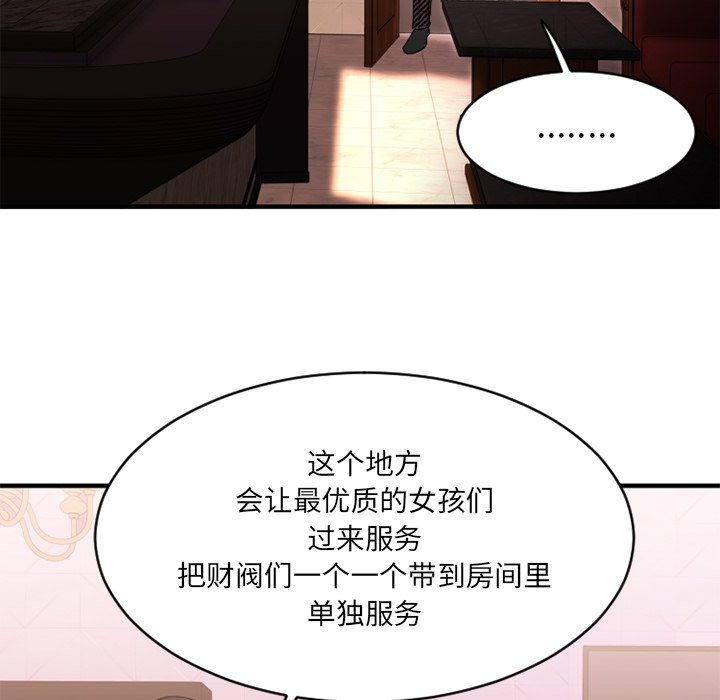 ........
这个地方
会让最优质的女孩们
过来服务
把财阀们一个一个带到房间里
单独服务